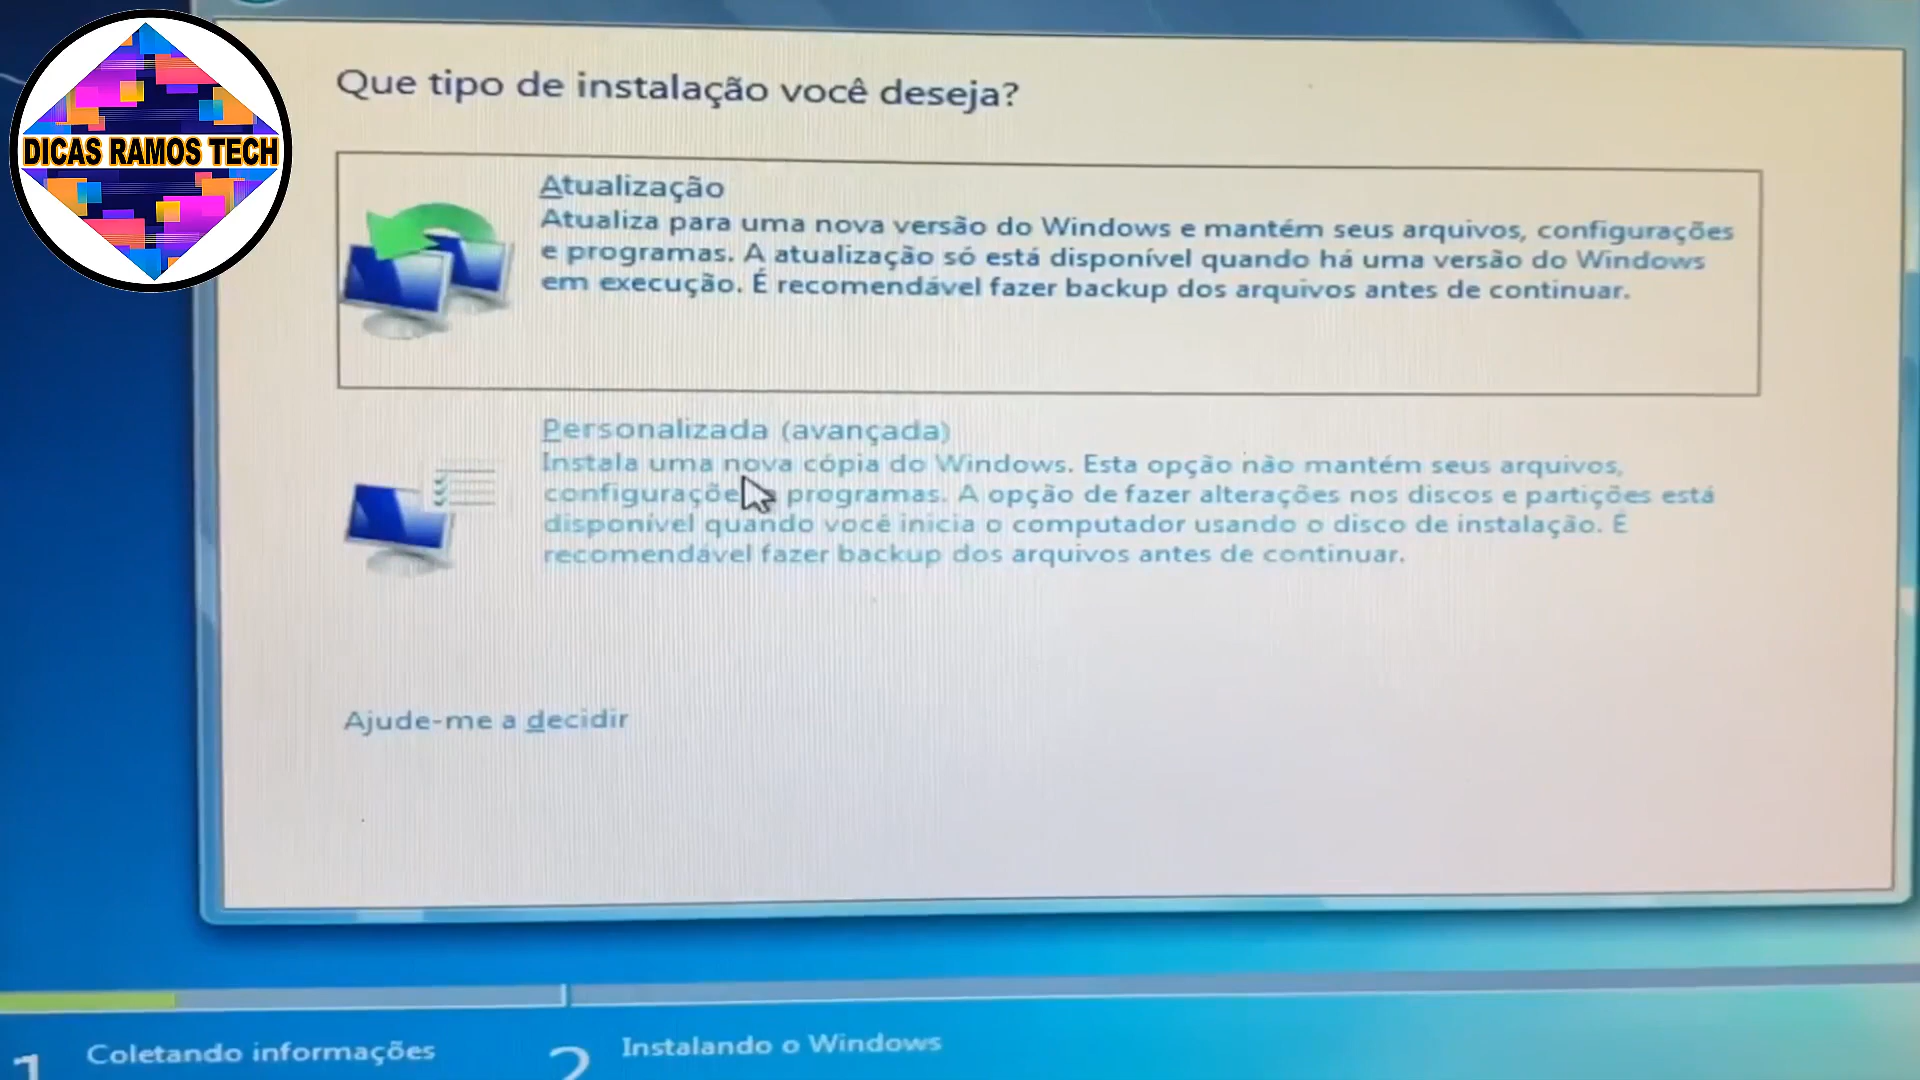 DICAS RAMOS TECH
Que tipo de instalação você deseja?
Atualização
Atualiza para uma nova versão do Windows e mantém seus arquivos, configurações
e programas. A atualização só está disponível quando há uma versão do Windows
em execução. É recomendável fazer backup dos arquivos antes de continuar.
Personalizada (avançada)
Instala uma nova cópia do Windows. Esta opção não mantém seus arquivos,
programas. A opção de fazer alterações nos discos e partições está
disponível quando você inicia o computador usando o disco de instalação. É
recomendável fazer backup dos arquivos antes de continuar.
Ajude-me a decidir
1 Coletando informações
2 Instalando o Windows